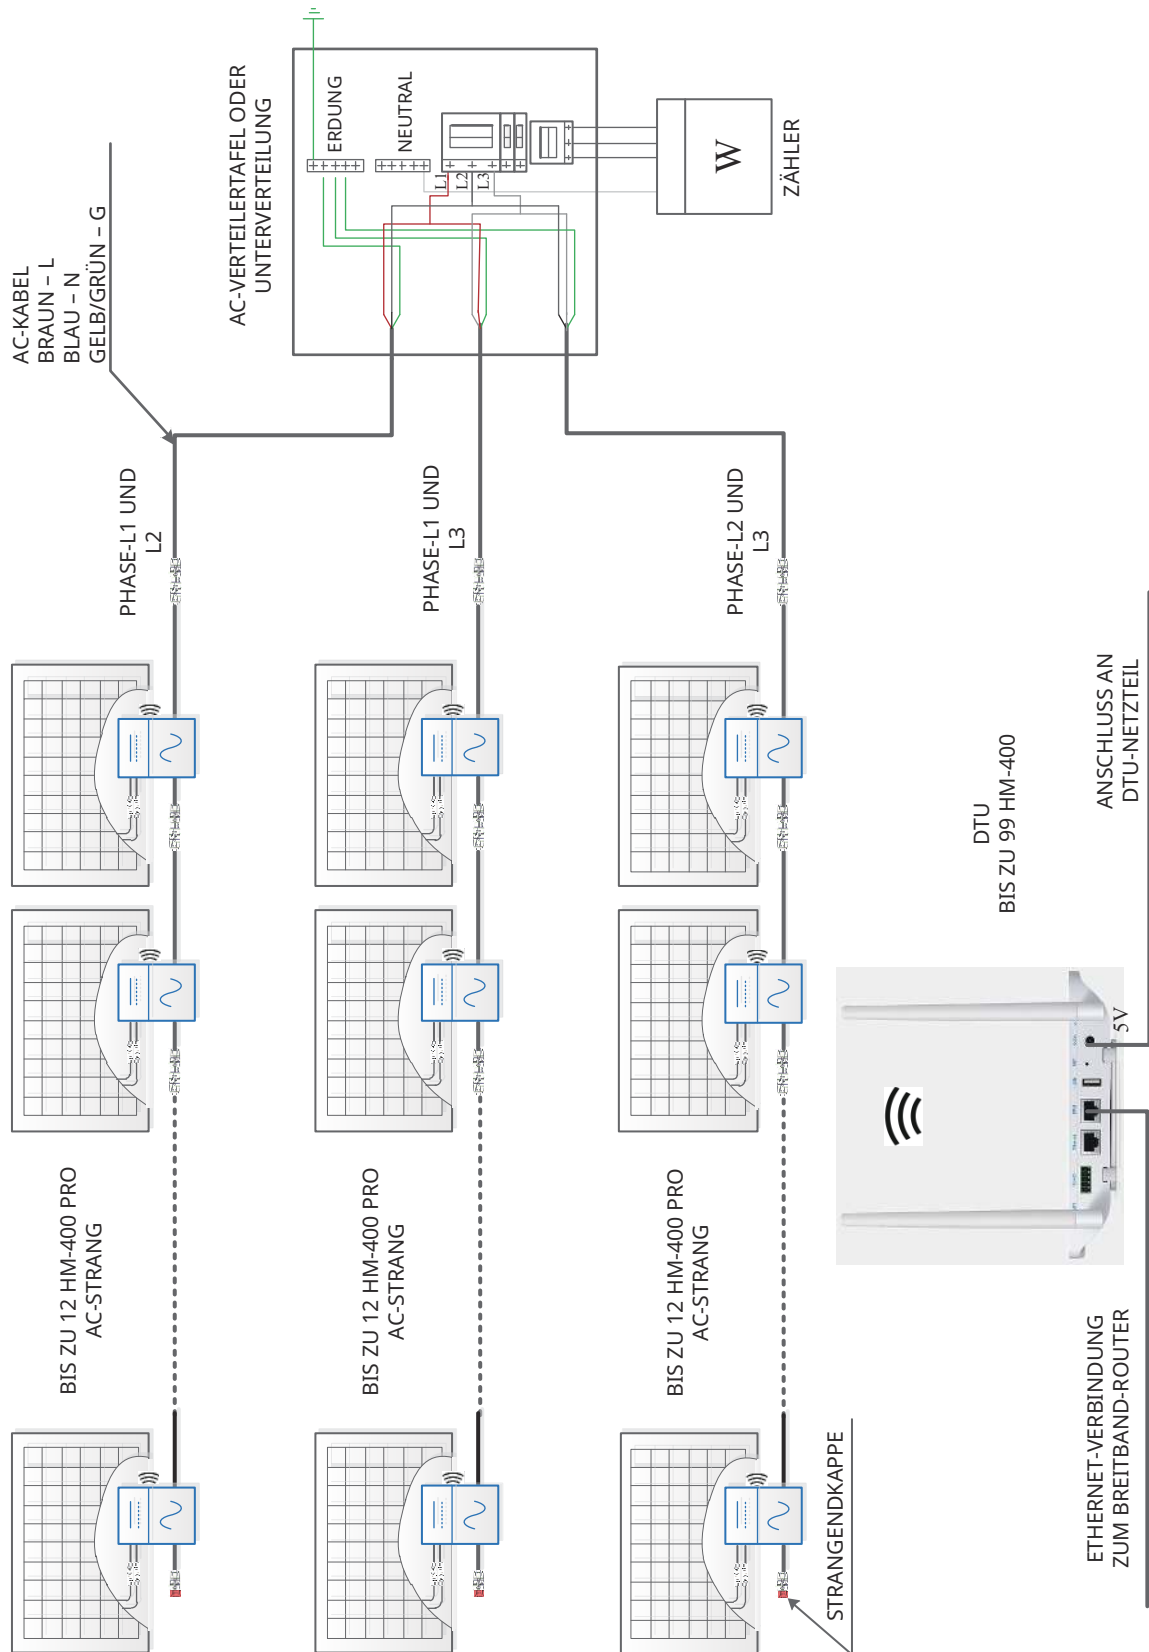 AC-KABEL
BRAUN – L
BLAU – N
GELB/GRÜN – G
AC-VERTEILERTAFEL ODER
UNTERVERTEILUNG
ERDUNG
NEUTRAL
L1
L2
L3
W
ZÄHLER
PHASE-L1 UND
L2
PHASE-L1 UND
L3
PHASE-L2 UND
L3
BIS ZU 12 HM-400 PRO
AC-STRANG
BIS ZU 12 HM-400 PRO
AC-STRANG
BIS ZU 12 HM-400 PRO
AC-STRANG
STRANGENDKAPPE
DTU
BIS ZU 99 HM-400
ANSCHLUSS AN
DTU-NETZTEIL
5V
ETHERNET-VERBINDUNG
ZUM BREITBAND-ROUTER